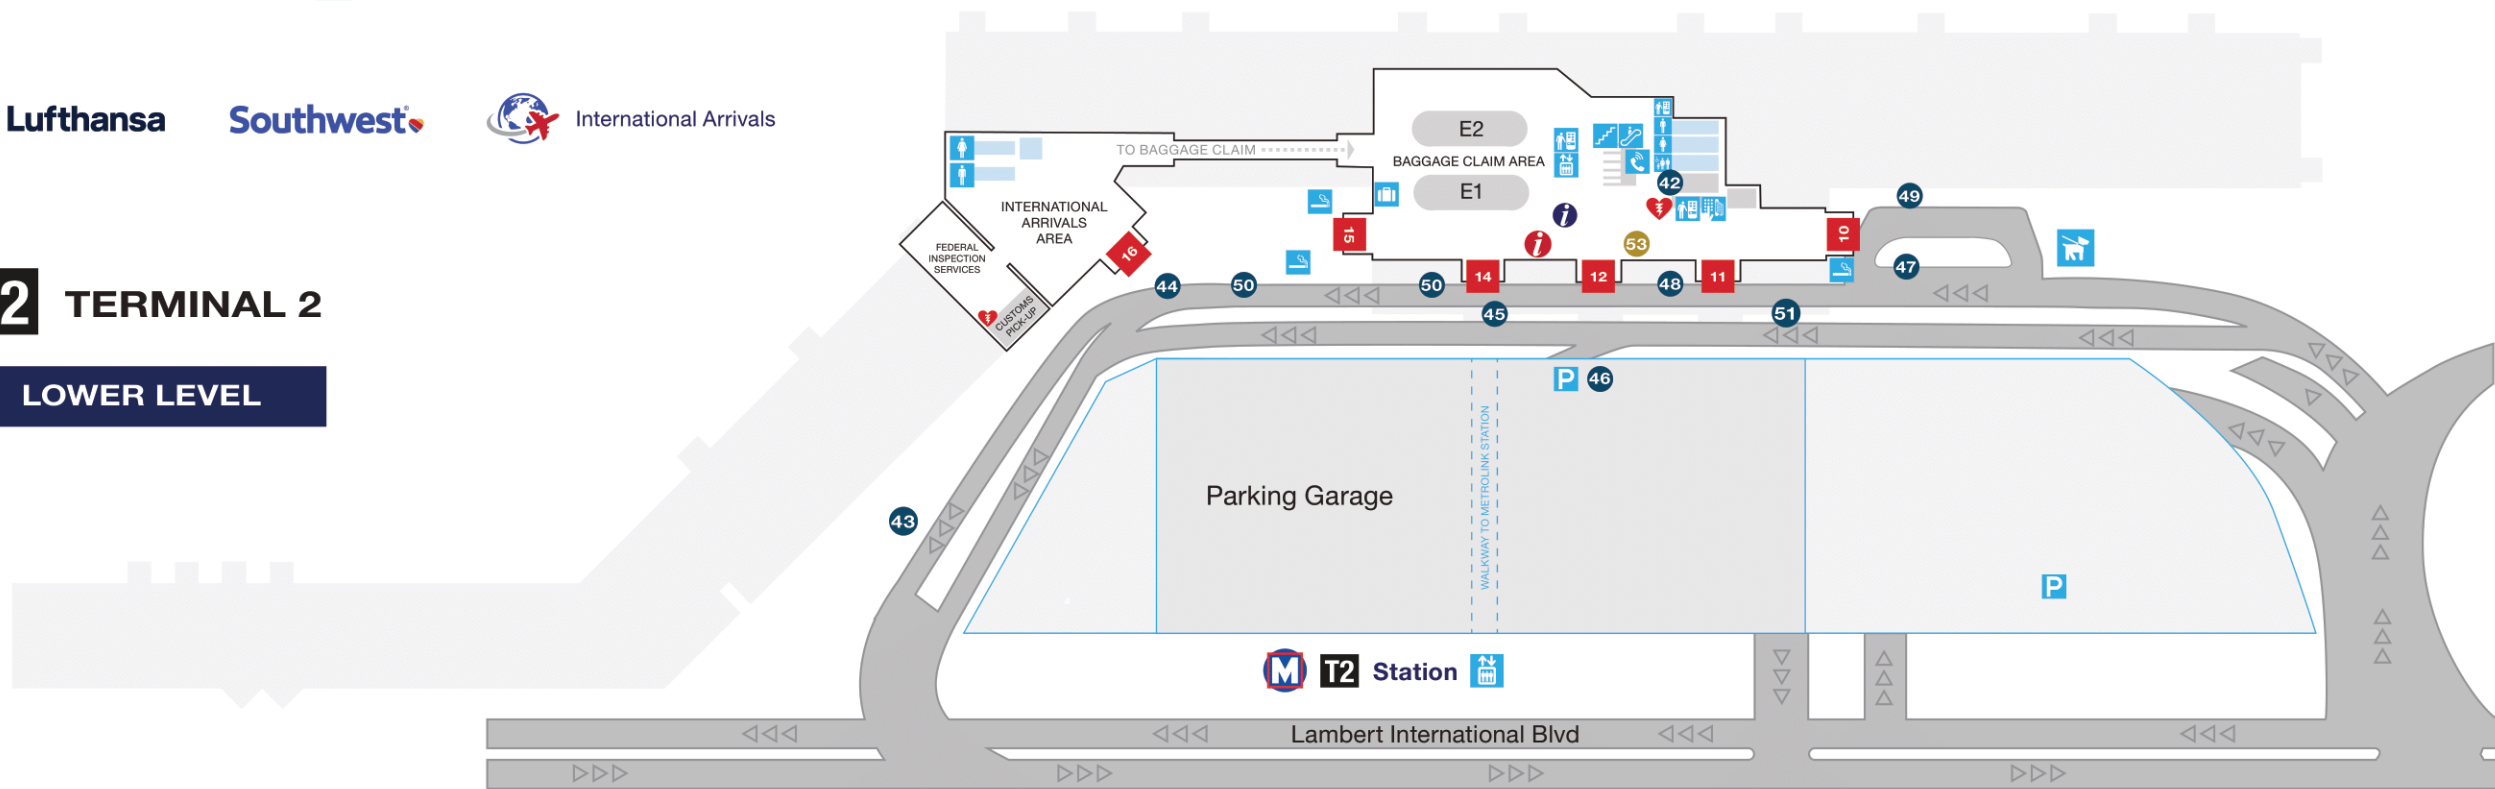 Lufthansa
Southwest®
International Arrivals
2 TERMINAL 2
LOWER LEVEL
E2
TO BAGGAGE CLAIM
BAGGAGE CLAIM AREA
E1
42
49
INTERNATIONAL
ARRIVALS
AREA
i
15
10
i
53
FEDERAL
INSPECTION
SERVICES
16
47
14
12
11
44
50
50
48
CUSTOMS
PICK-UP
45
51
P
46
WALKWAY TO METROLINK STATION
Parking Garage
43
P
M T2 Station
Lambert International Blvd